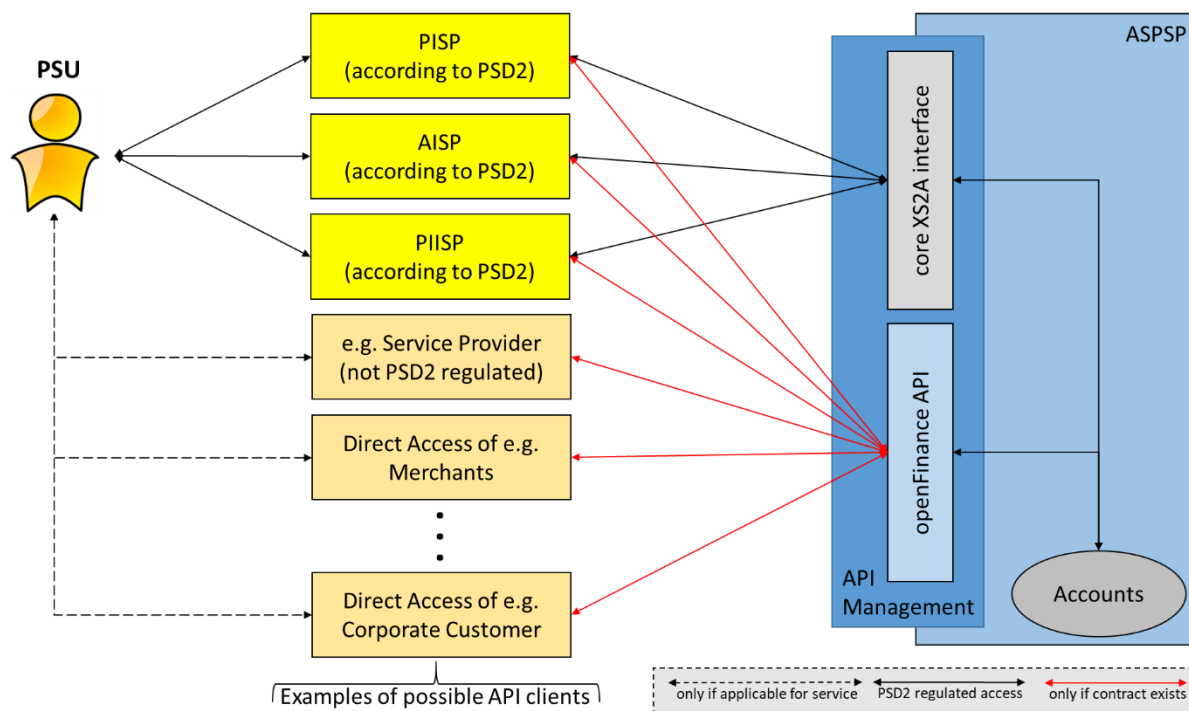 PSU
PISP
(according to PSD2)
AISP
(according to PSD2)
PIISP
(according to PSD2)
e.g. Service Provider
(not PSD2 regulated)
Direct Access of e.g.
Merchants
Direct Access of e.g.
Corporate Customer
Examples of possible API clients
ASPSP
core XS2A interface
openFinance API
API
Management
Accounts
only if applicable for service
PSD2 regulated access
only if contract exists